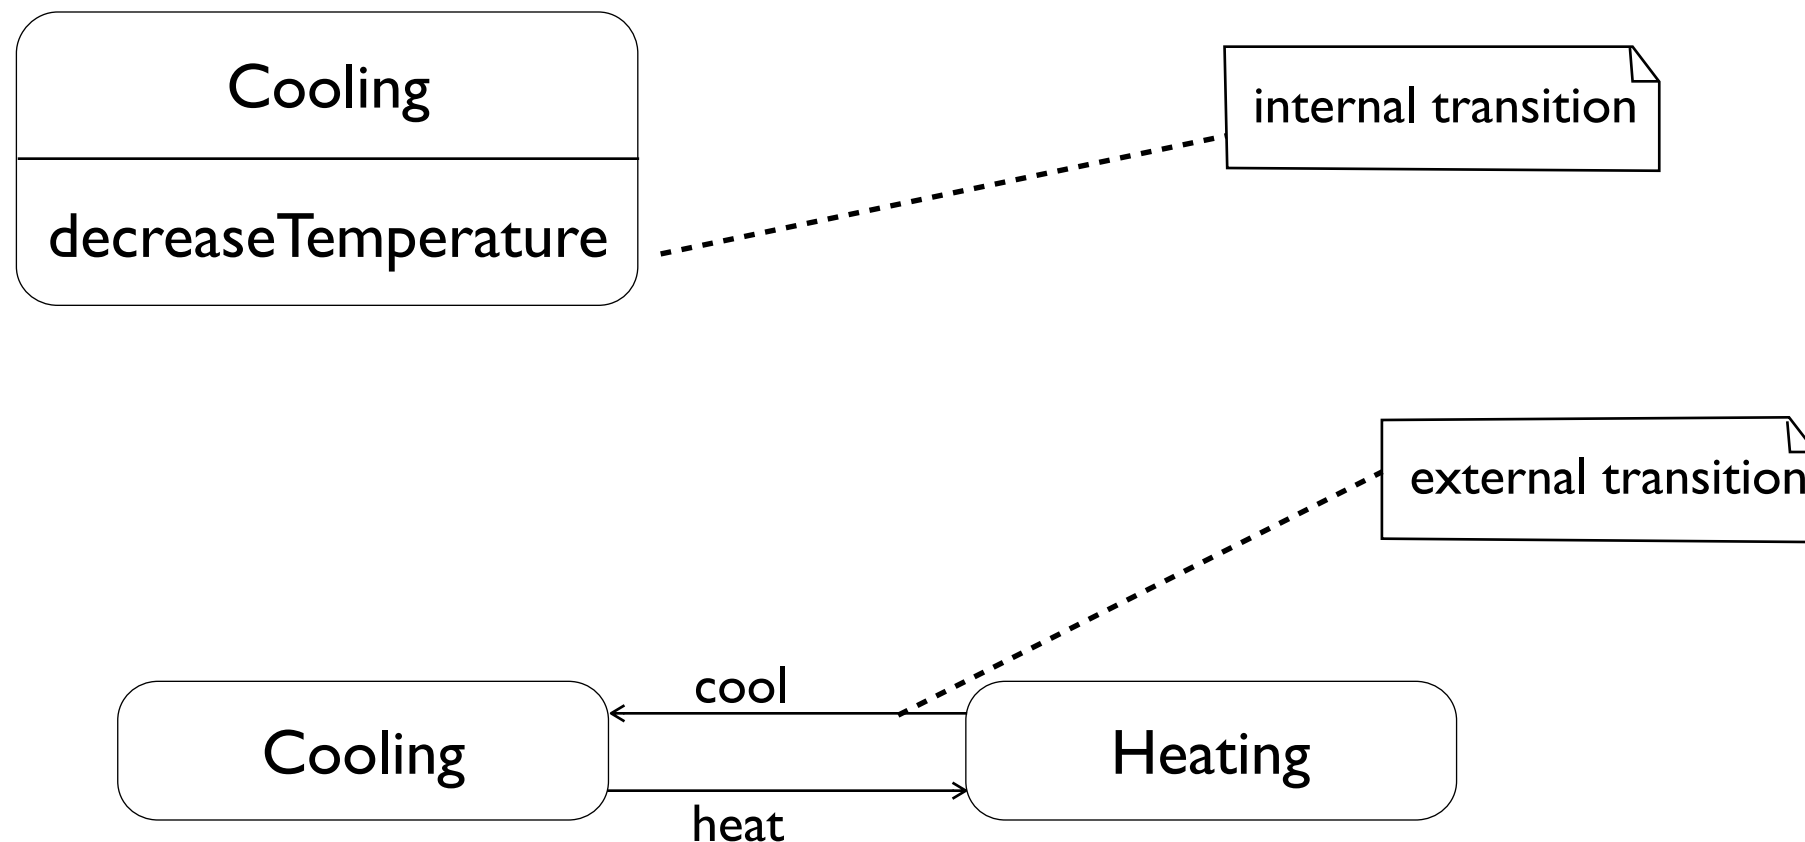 Cooling
internal transition
decreaseTemperature
external transition
cool
Cooling
Heating
heat